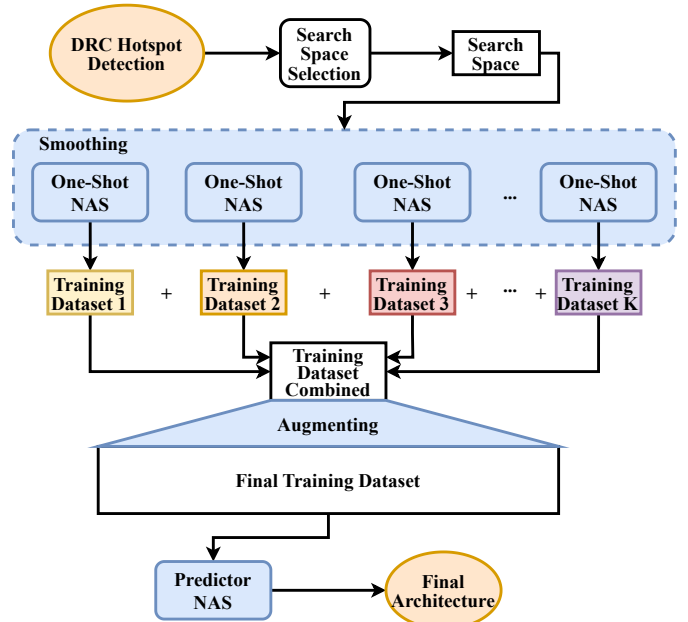 DRC Hotspot
Detection
Search
Space
Selection
Search
Space
Smoothing
One-Shot
NAS
One-Shot
NAS
One-Shot
NAS
...
One-Shot
NAS
Training
Dataset 1
+
Training
Dataset 2
+
Training
Dataset 3
+
...
+
Training
Dataset K
Training
Dataset
Combined
Augmenting
Final Training Dataset
Predictor
NAS
Final
Architecture